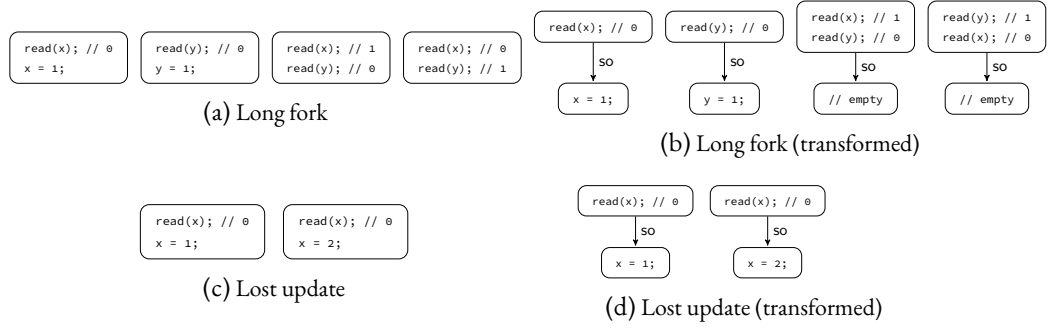 read(x); // 0
x = 1;
read(y); // 0
y = 1;
read(x); // 1
read(y); // 0
read(x); // 0
read(y); // 1
(a) Long fork
read(x); // 0
so
x = 1;
read(y); // 0
so
y = 1;
read(x); // 1
read(y); // 0
so
// empty
read(y); // 1
read(x); // 0
so
// empty
(b) Long fork (transformed)
read(x); // 0
x = 1;
read(x); // 0
x = 2;
(c) Lost update
read(x); // 0
so
x = 1;
read(x); // 0
so
x = 2;
(d) Lost update (transformed)